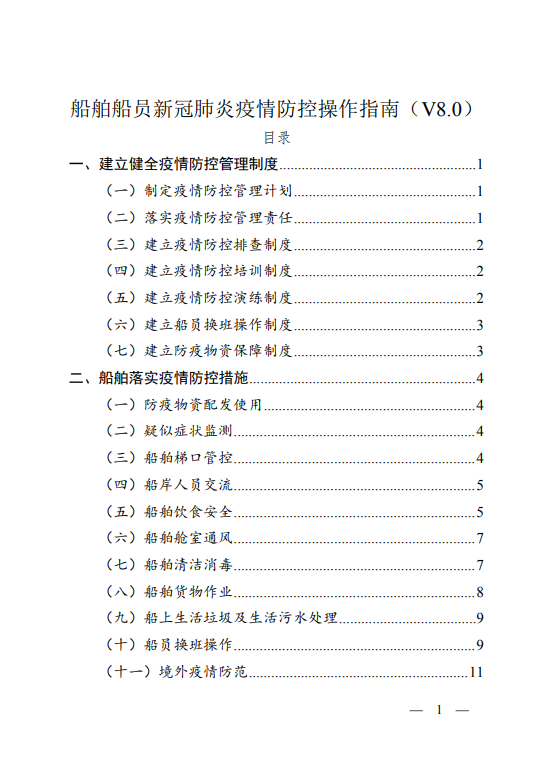 船舶船员新冠肺炎疫情防控操作指南（V8.0）
目录
一、建立健全疫情防控管理制度....................................................1
（一）制定疫情防控管理计划................................................1
（二）落实疫情防控管理责任................................................1
（三）建立疫情防控排查制度................................................2
（四）建立疫情防控培训制度................................................2
（五）建立疫情防控演练制度................................................2
（六）建立船员换班操作制度................................................3
（七）建立防疫物资保障制度................................................3
二、船舶落实疫情防控措施............................................................4
（一）防疫物资配发使用........................................................4
（二）疑似症状监测................................................................4
（三）船舶梯口管控................................................................4
（四）船岸人员交流................................................................5
（五）船舶饮食安全................................................................5
（六）船舶舱室通风................................................................7
（七）船舶清洁消毒................................................................7
（八）船舶货物作业................................................................8
（九）船上生活垃圾及生活污水处理....................................9
（十）船员换班操作................................................................9
（十一）境外疫情防范..........................................................11
— 1 —